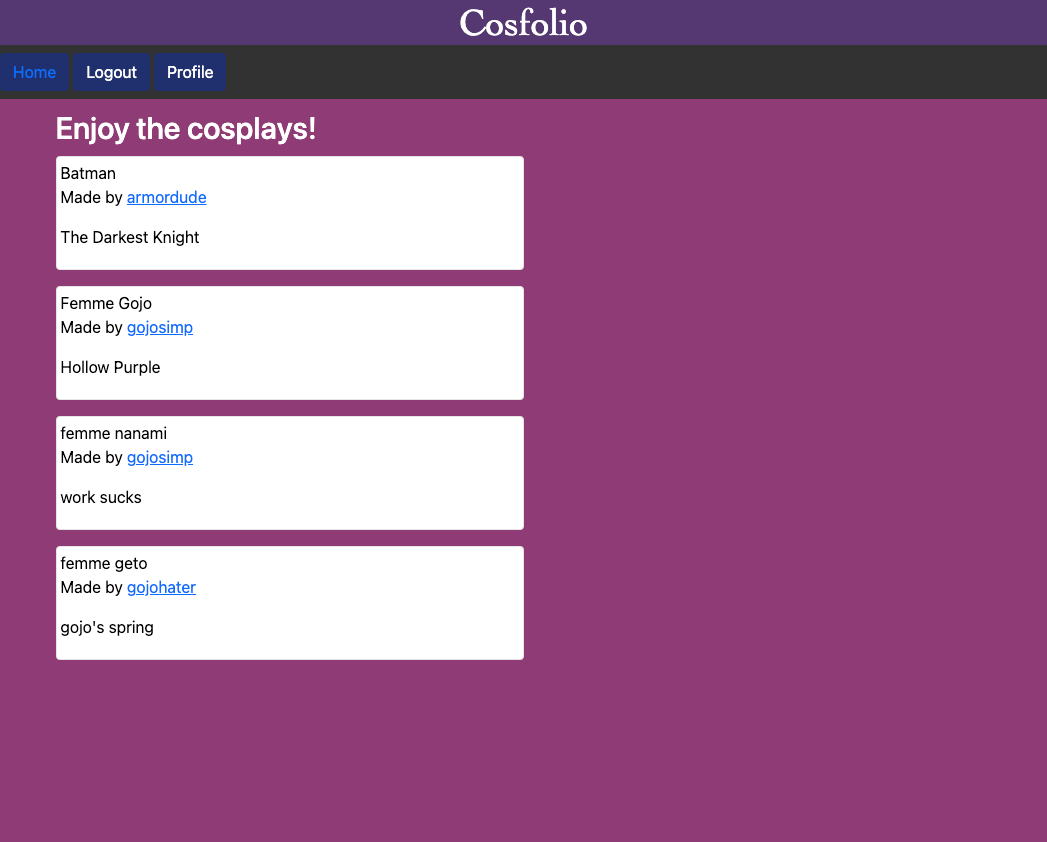 Cosfolio
Home Logout Profile
Enjoy the cosplays!
Batman
Made by armordude
The Darkest Knight
Femme Gojo
Made by gojosimp
Hollow Purple
femme nanami
Made by gojosimp
work sucks
femme geto
Made by gojohater
gojo's spring